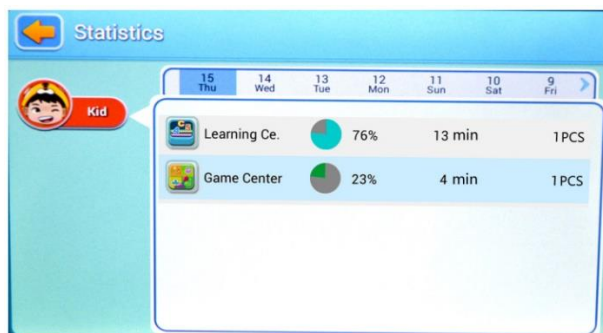 Statistics
15 14 13 12 11 10 9
Thu Wed Tue Mon Sun Sat Fri
Kid
Learning Ce. 76% 13 min 1PCS
Game Center 23% 4 min 1PCS